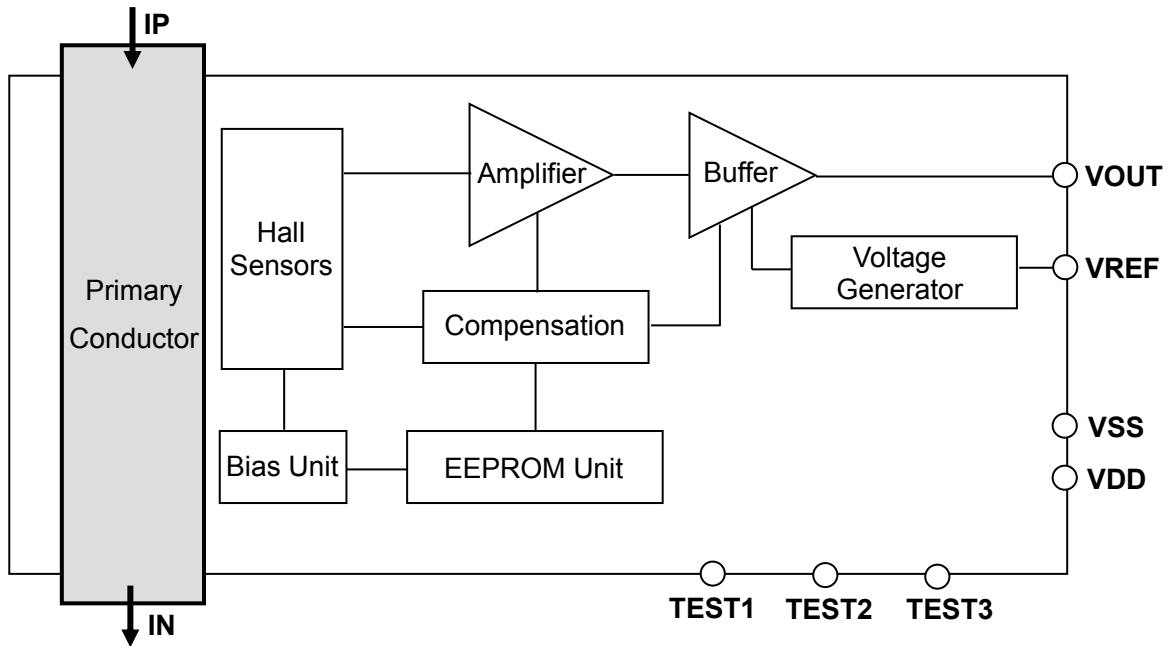 IP
Primary
Conductor
IN
Hall
Sensors
Amplifier
Buffer
Voltage
Generator
Compensation
Bias Unit
EEPROM Unit
VOUT
VREF
VSS
VDD
TEST1
TEST2
TEST3